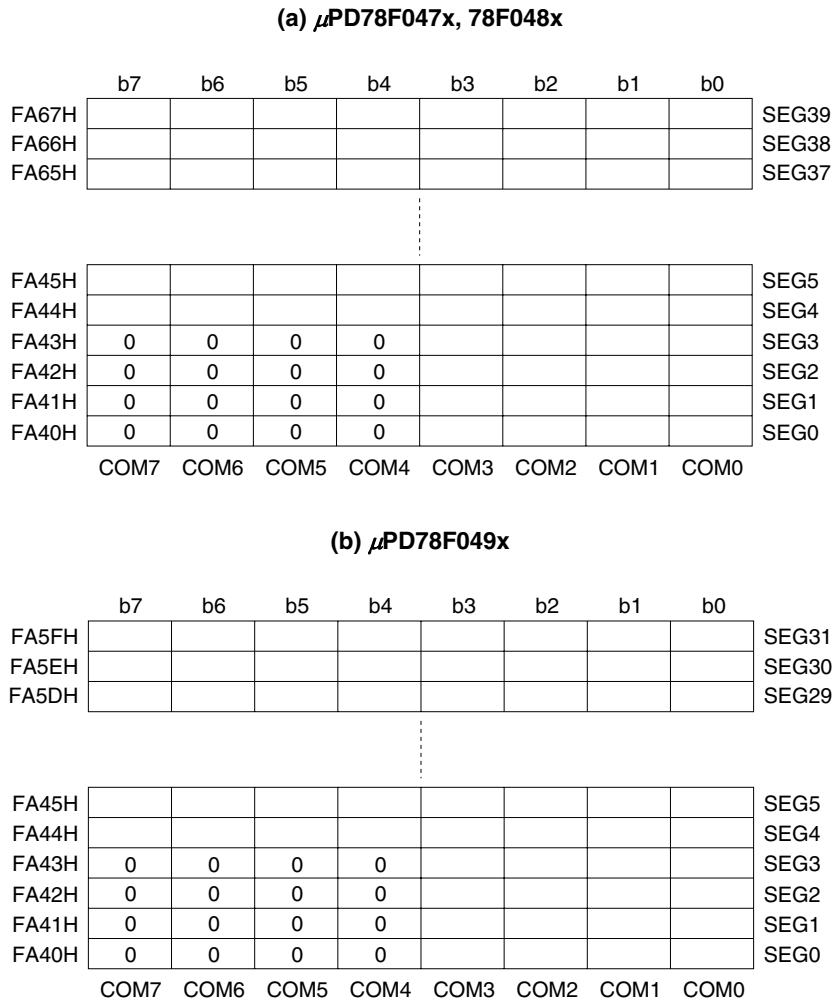 (a) μPD78F047x, 78F048x
b7 b6 b5 b4 b3 b2 b1 b0
FA67H SEG39
FA66H SEG38
FA65H SEG37
FA45H SEG5
FA44H SEG4
FA43H 0 0 0 0 SEG3
FA42H 0 0 0 0 SEG2
FA41H 0 0 0 0 SEG1
FA40H 0 0 0 0 SEG0
COM7 COM6 COM5 COM4 COM3 COM2 COM1 COM0
(b) μPD78F049x
b7 b6 b5 b4 b3 b2 b1 b0
FA5FH SEG31
FA5EH SEG30
FA5DH SEG29
FA45H SEG5
FA44H SEG4
FA43H 0 0 0 0 SEG3
FA42H 0 0 0 0 SEG2
FA41H 0 0 0 0 SEG1
FA40H 0 0 0 0 SEG0
COM7 COM6 COM5 COM4 COM3 COM2 COM1 COM0